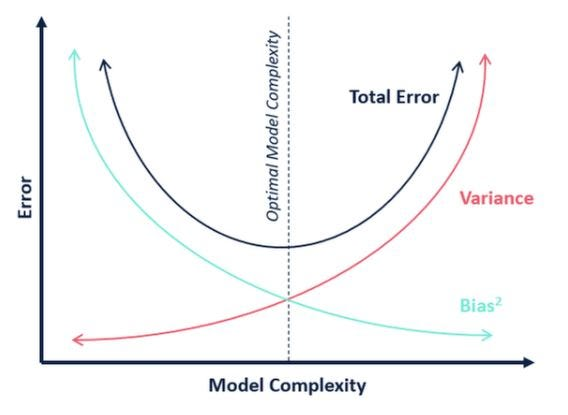 Error
Optimal Model Complexity
Total Error
Variance
Bias²
Model Complexity